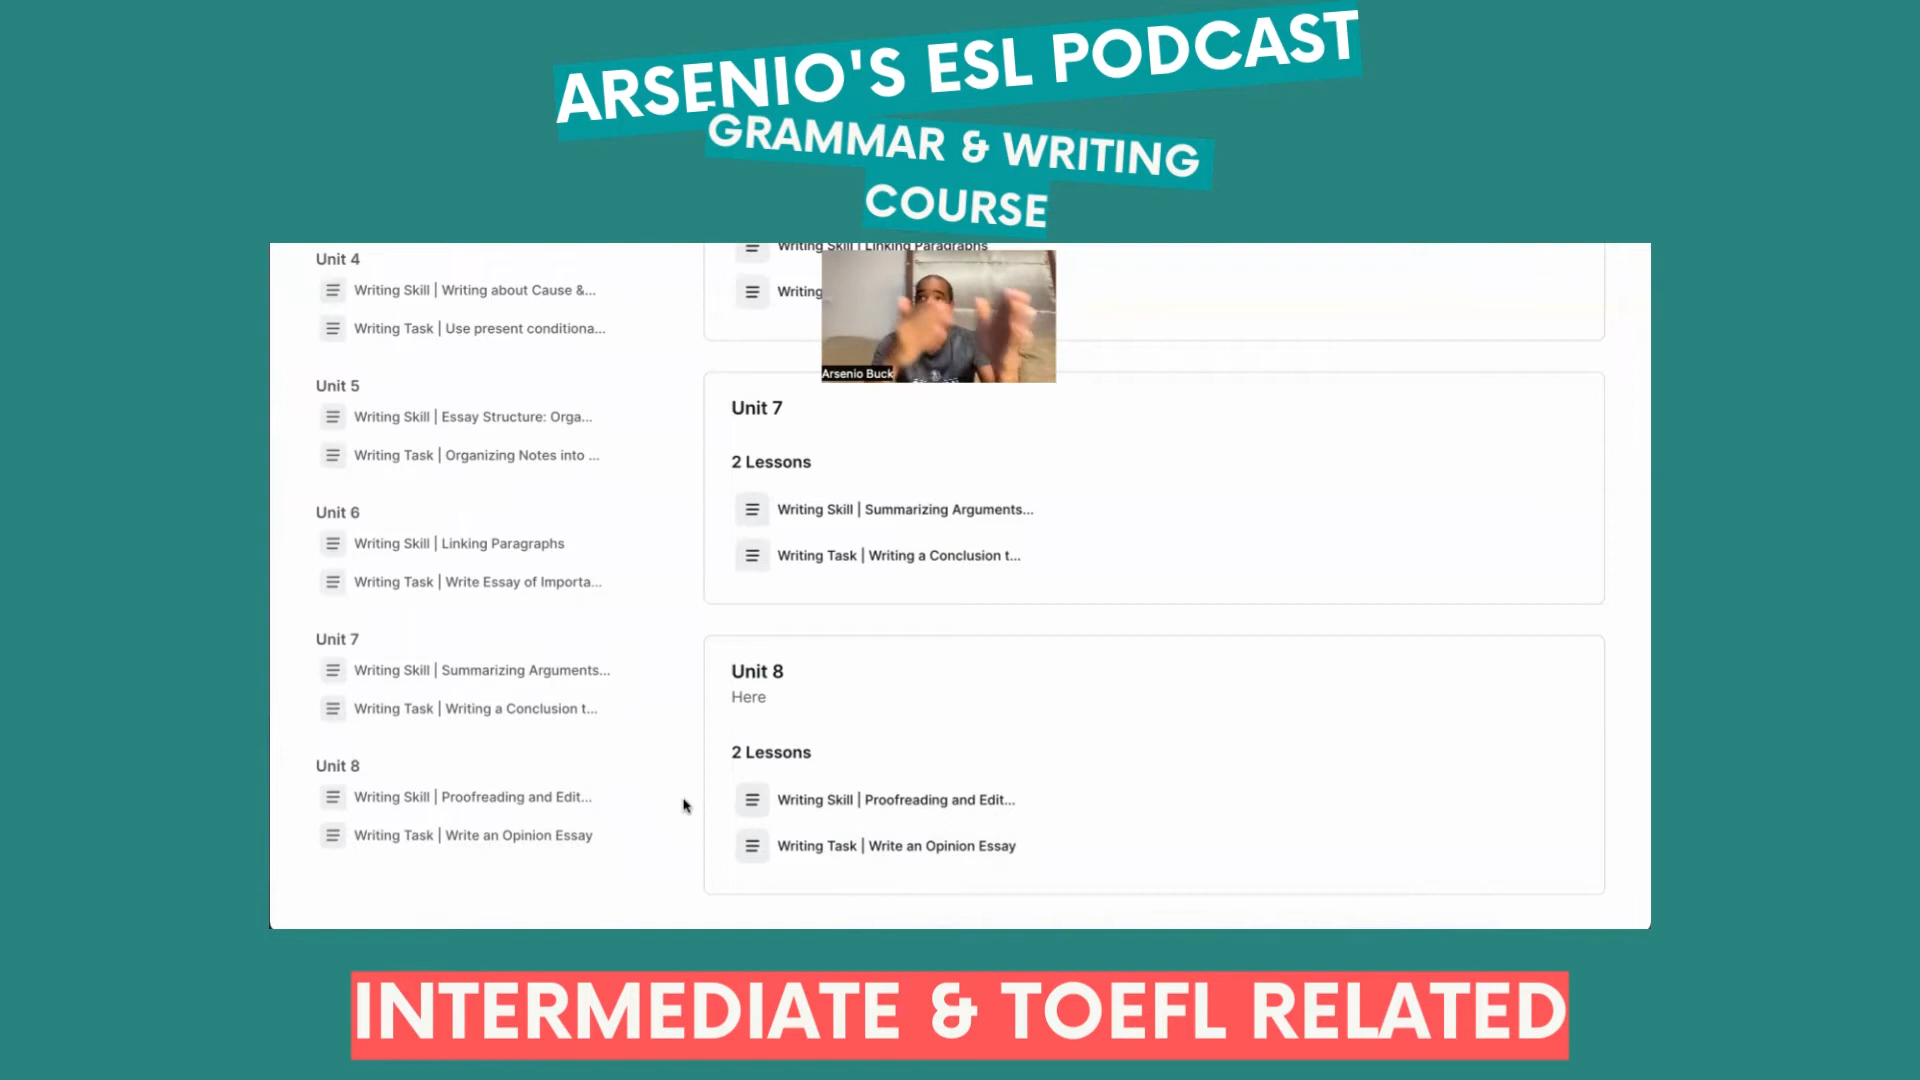 ARSENIO'S ESL PODCAST
GRAMMAR & WRITING
COURSE
Unit 4
Writing Skill | Writing about Cause &...
Writing Task | Use present conditiona...
Unit 5
Writing Skill | Essay Structure: Orga...
Writing Task | Organizing Notes into ...
Unit 6
Writing Skill | Linking Paragraphs
Writing Task | Write Essay of Importa...
Unit 7
Writing Skill | Summarizing Arguments...
Writing Task | Writing a Conclusion t...
Unit 8
Writing Skill | Proofreading and Edit...
Writing Task | Write an Opinion Essay
Writing Skill | Linking Paragraphs
Writing
Arsenio Buck
Unit 7
2 Lessons
Writing Skill | Summarizing Arguments...
Writing Task | Writing a Conclusion t...
Unit 8
Here
2 Lessons
Writing Skill | Proofreading and Edit...
Writing Task | Write an Opinion Essay
INTERMEDIATE & TOEFL RELATED